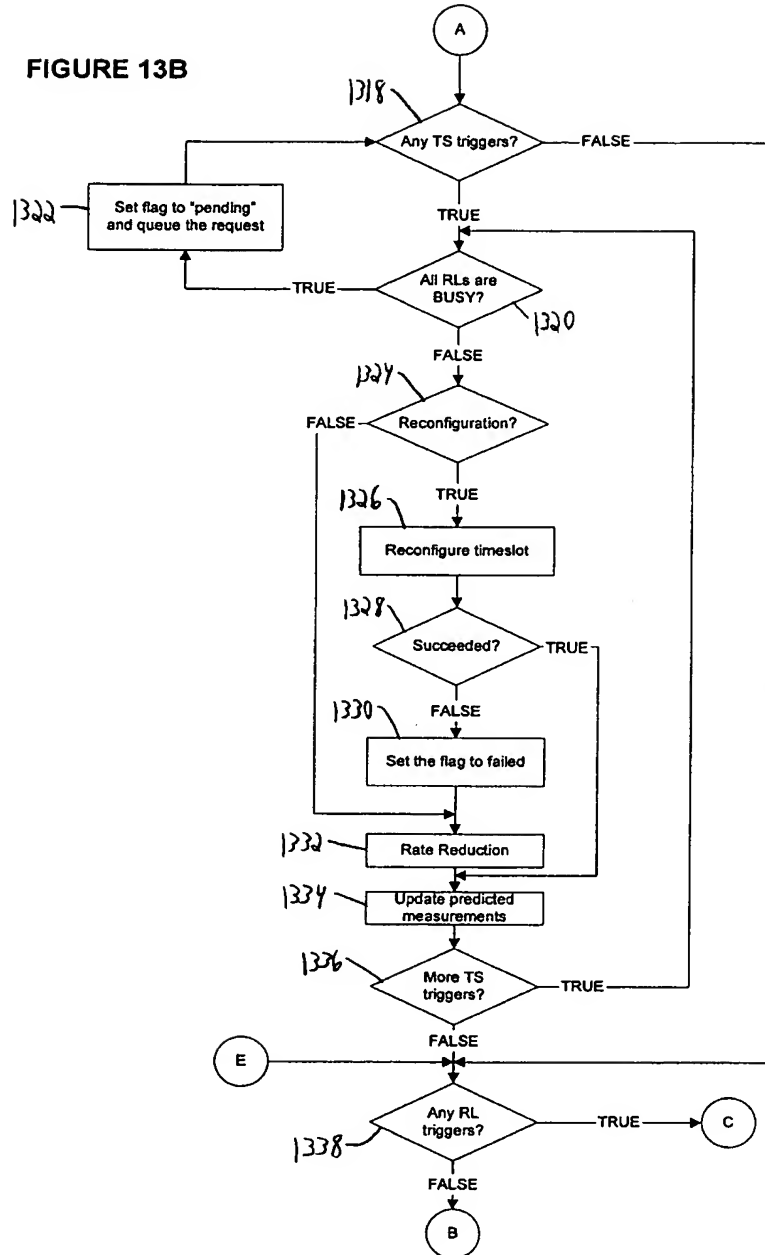 FIGURE 13B
A
1318
Any TS triggers?
FALSE
1322
Set flag to "pending"
and queue the request
TRUE
TRUE
All RLs are
BUSY?
1320
FALSE
1324
FALSE
Reconfiguration?
TRUE
1326
Reconfigure timeslot
1328
Succeeded?
TRUE
FALSE
1330
Set the flag to failed
1332
Rate Reduction
1334
Update predicted
measurements
1336
More TS
triggers?
TRUE
FALSE
E
Any RL
triggers?
TRUE
C
1338
FALSE
B